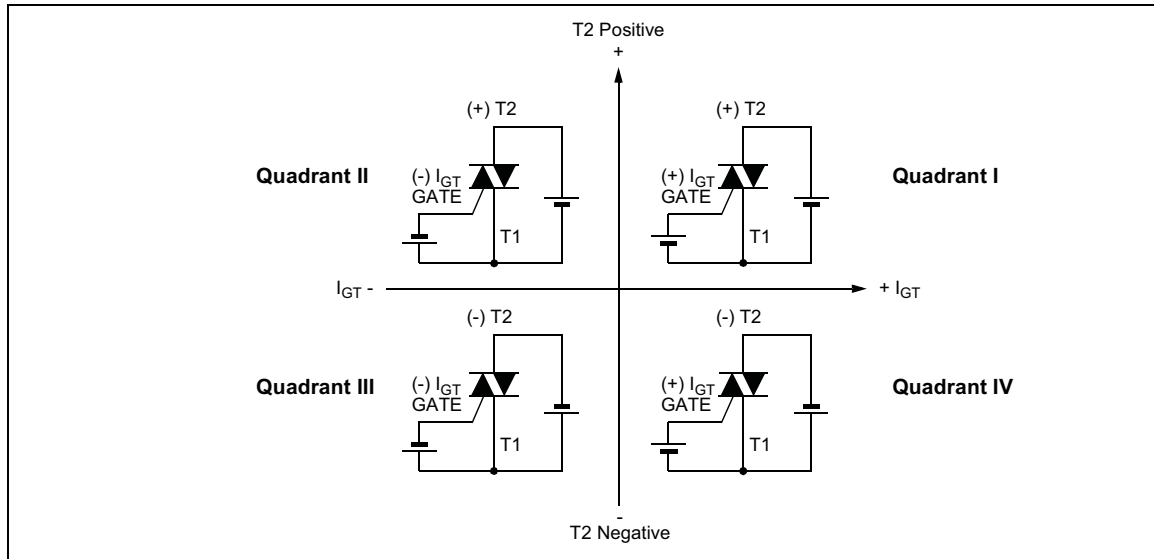 T2 Positive
+
(+) T2
(+) T2
Quadrant II
(-) IGT
GATE
T1
(+) IGT
GATE
T1
Quadrant I
IGT -
+ IGT
(-) T2
(-) T2
Quadrant III
(-) IGT
GATE
T1
(+) IGT
GATE
T1
Quadrant IV
-
T2 Negative